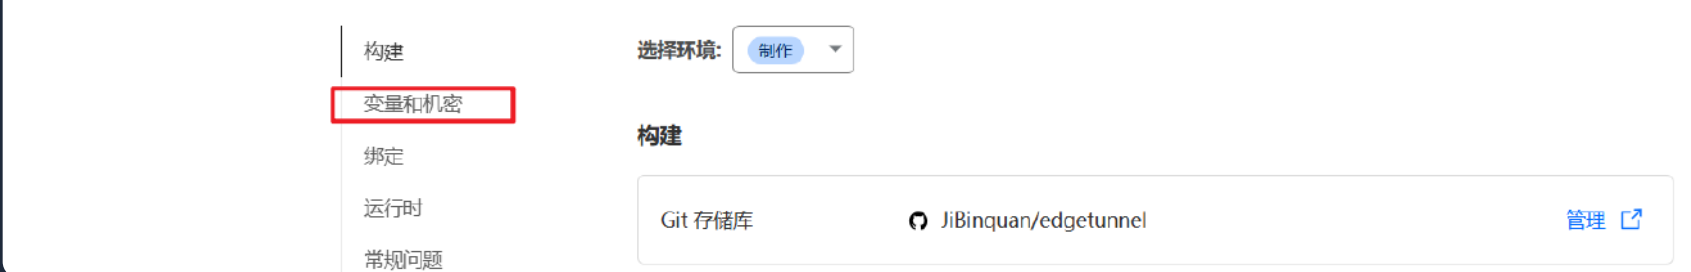 构建
变量和机密
绑定
运行时
常规问题
选择环境: 制作
构建
Git 存储库 JiBinquan/edgetunnel 管理